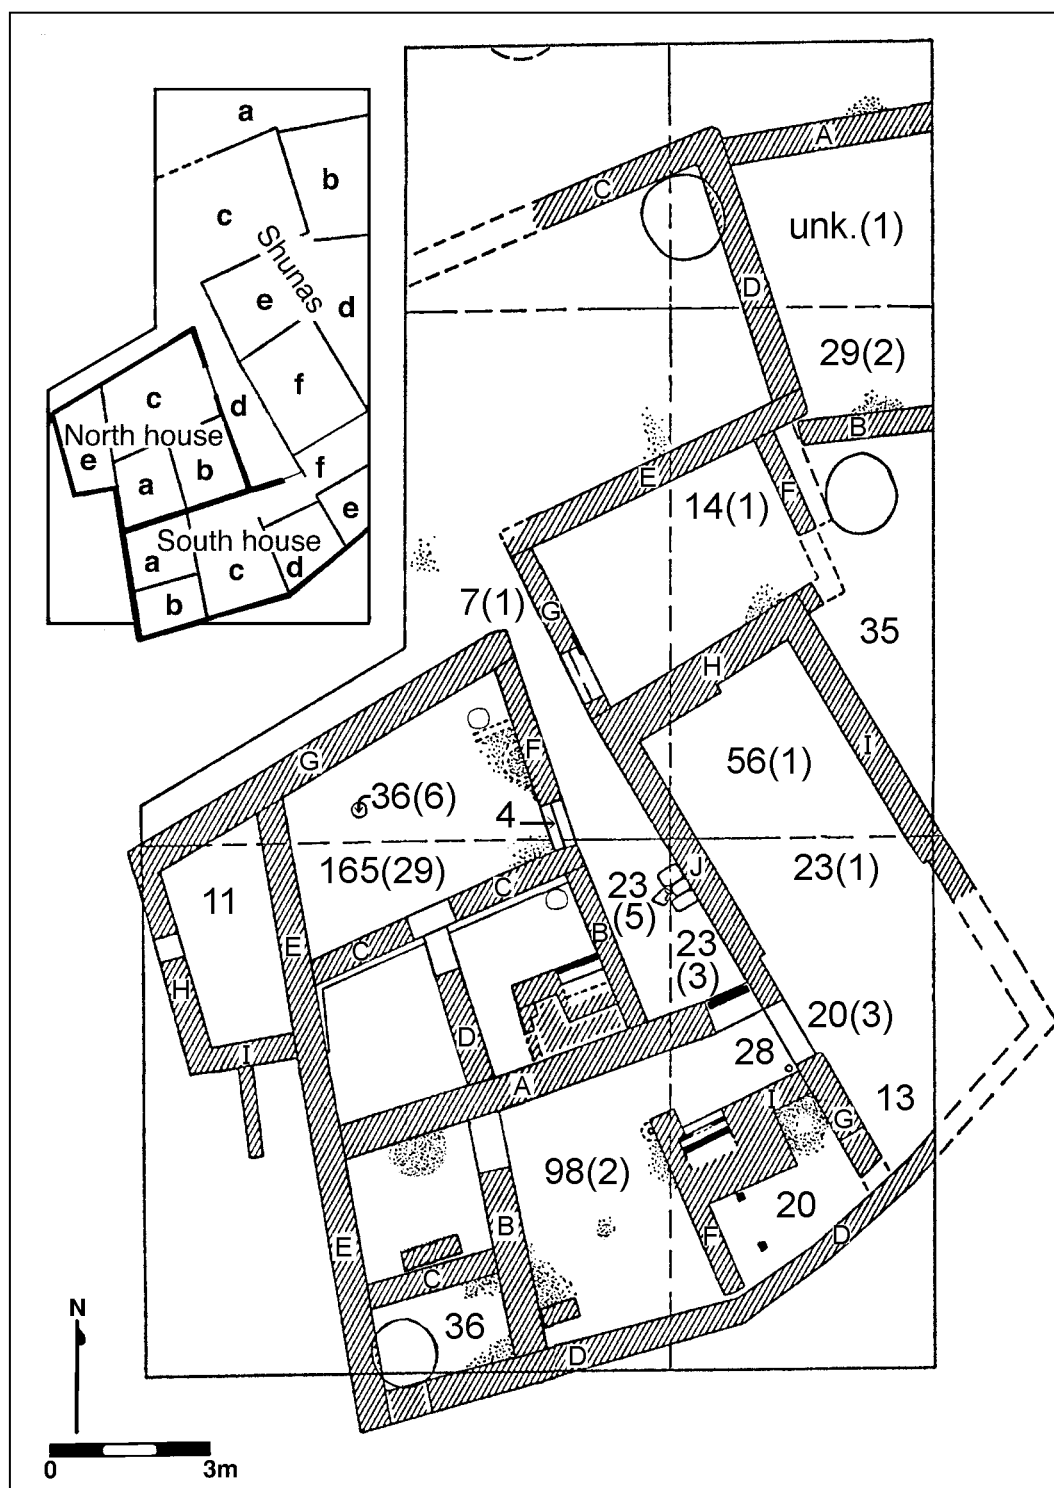 a
b
c
Shunas
e
d
f
c
d
North house
e
a
b
f
e
South house
a
c
d
b
A
C
unk.(1)
D
29(2)
B
E
14(1)
F
7(1)
G
35
H
G
F
56(1)
I
36(6)
4
165(29)
C
J
23(1)
11
23
(5)
E
C
B
23
(3)
H
D
20(3)
I
A
28
I
13
G
98(2)
B
20
E
F
D
C
36
D
N
0 3m